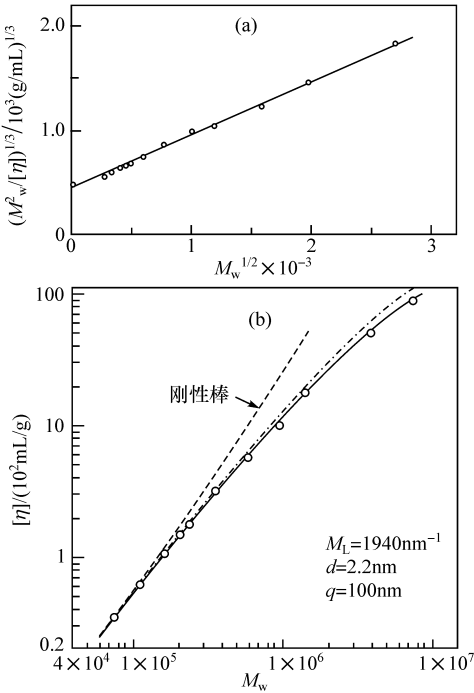 (a)
(M²w/[η])^1/3/10³(g/mL)^1/3
2.0
1.0
0
0 1 2 3
Mw^1/2×10⁻³
(b)
[η]/(10²mL/g)
100
10
1
0.2
刚性棒
ML=1940nm⁻¹
d=2.2nm
q=100nm
4×10⁴ 1×10⁵ 1×10⁶ 1×10⁷
Mw